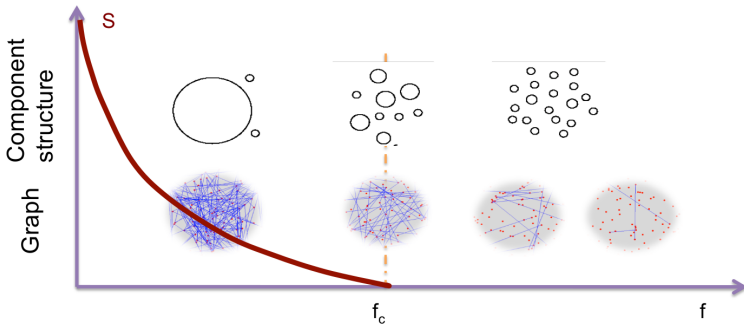 S
Component
structure
Graph
f_c
f